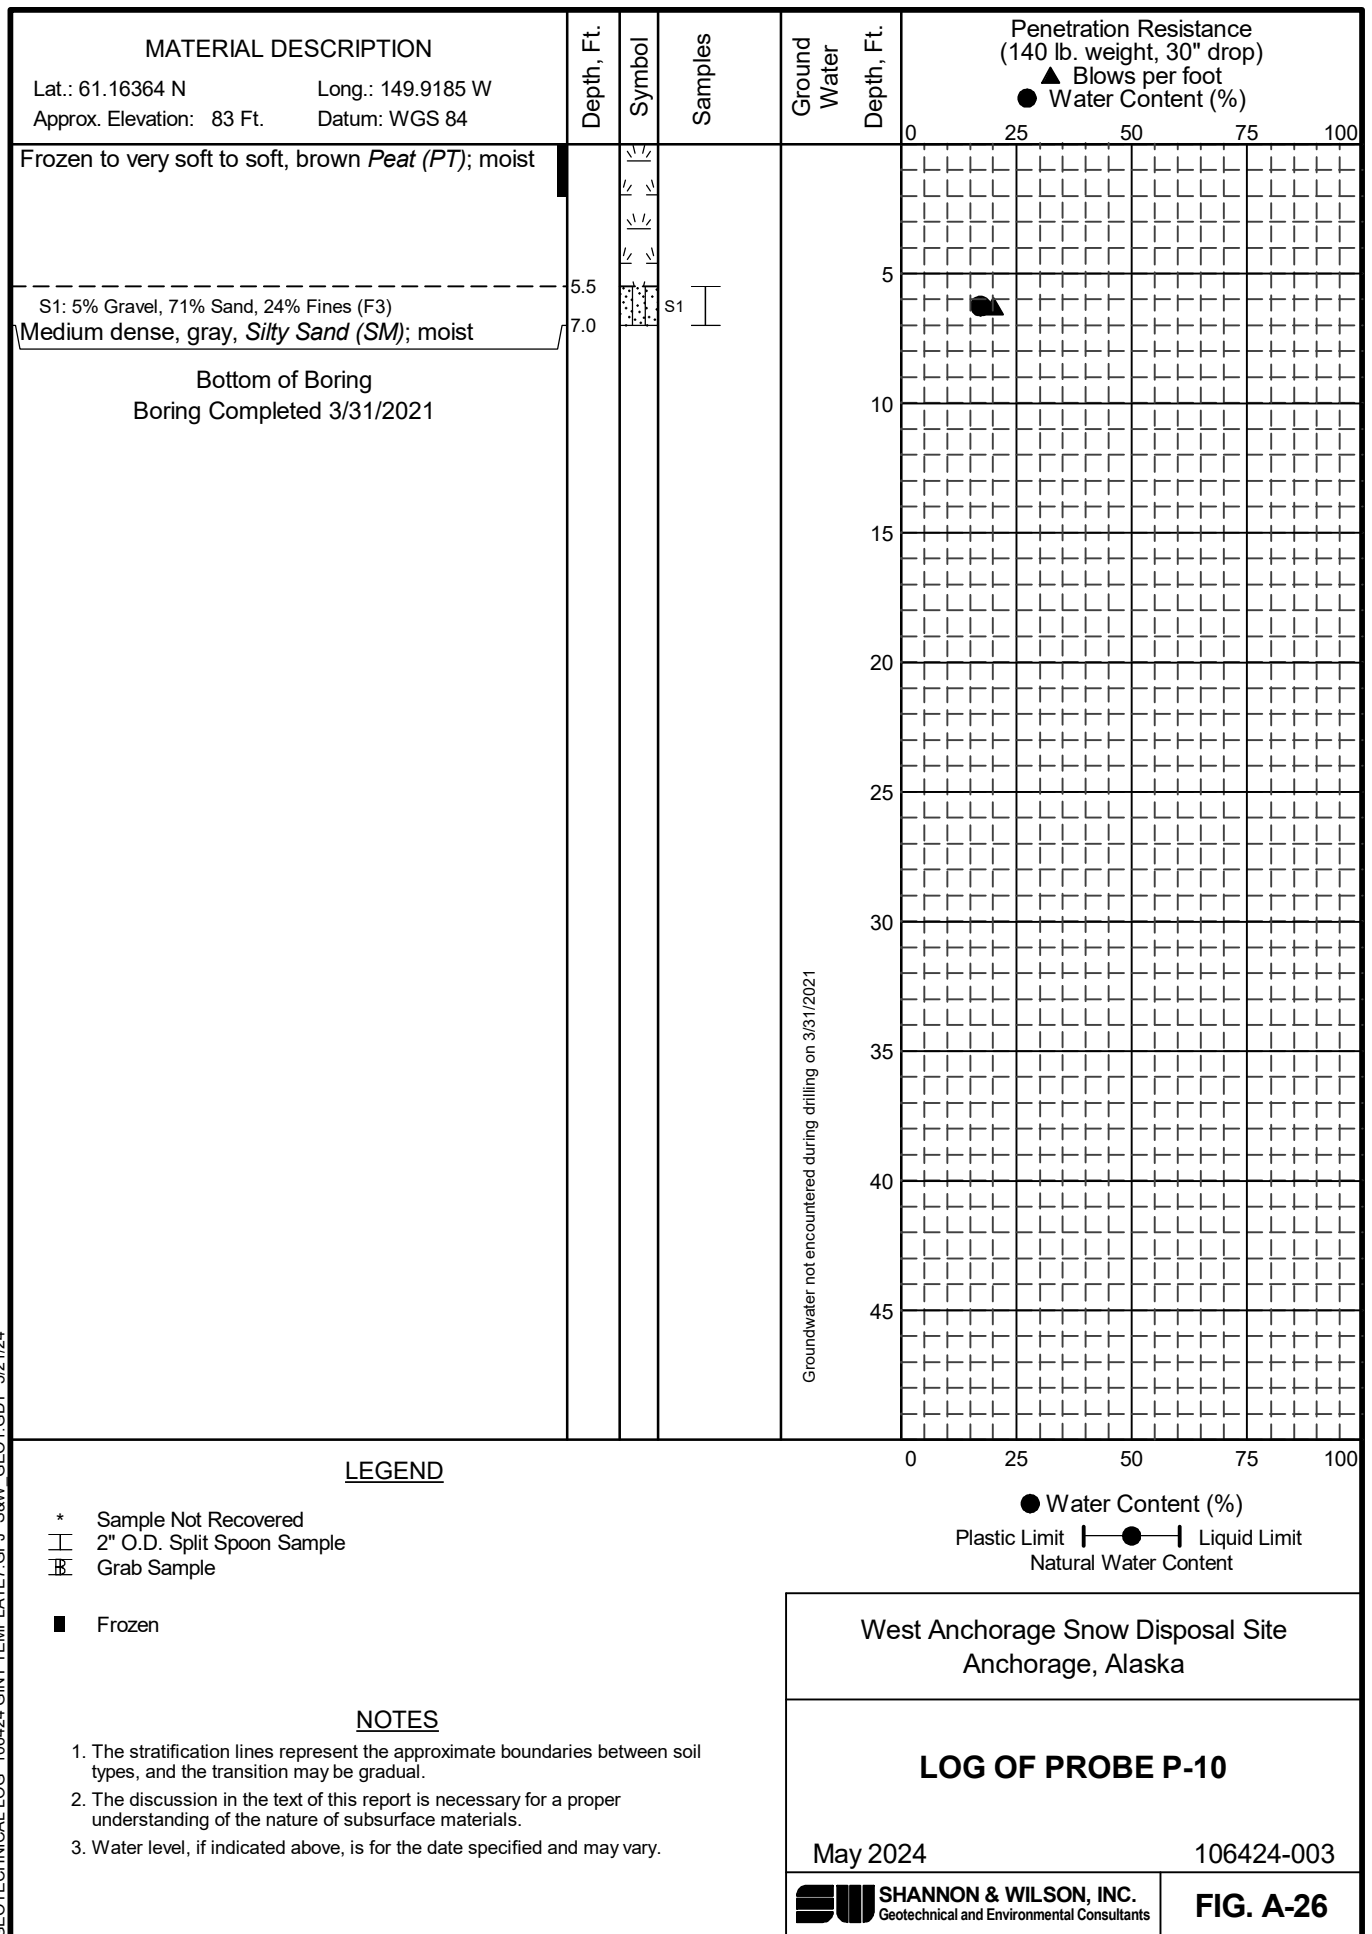 MATERIAL DESCRIPTION
Lat.: 61.16364 N Long.: 149.9185 W
Approx. Elevation: 83 Ft. Datum: WGS 84
Depth, Ft.
Symbol
Samples
Ground
Water
Depth, Ft.
Penetration Resistance
(140 lb. weight, 30" drop)
▲ Blows per foot
● Water Content (%)
0 25 50 75 100
Frozen to very soft to soft, brown Peat (PT); moist
5.5
S1: 5% Gravel, 71% Sand, 24% Fines (F3)
S1
Medium dense, gray, Silty Sand (SM); moist
7.0
Bottom of Boring
Boring Completed 3/31/2021
Groundwater not encountered during drilling on 3/31/2021
5
10
15
20
25
30
35
40
45
0 25 50 75 100
● Water Content (%)
Plastic Limit Liquid Limit
Natural Water Content
LEGEND
* Sample Not Recovered
2" O.D. Split Spoon Sample
Grab Sample
Frozen
NOTES
1. The stratification lines represent the approximate boundaries between soil
types, and the transition may be gradual.
2. The discussion in the text of this report is necessary for a proper
understanding of the nature of subsurface materials.
3. Water level, if indicated above, is for the date specified and may vary.
West Anchorage Snow Disposal Site
Anchorage, Alaska
LOG OF PROBE P-10
May 2024 106424-003
SHANNON & WILSON, INC.
Geotechnical and Environmental Consultants
FIG. A-26